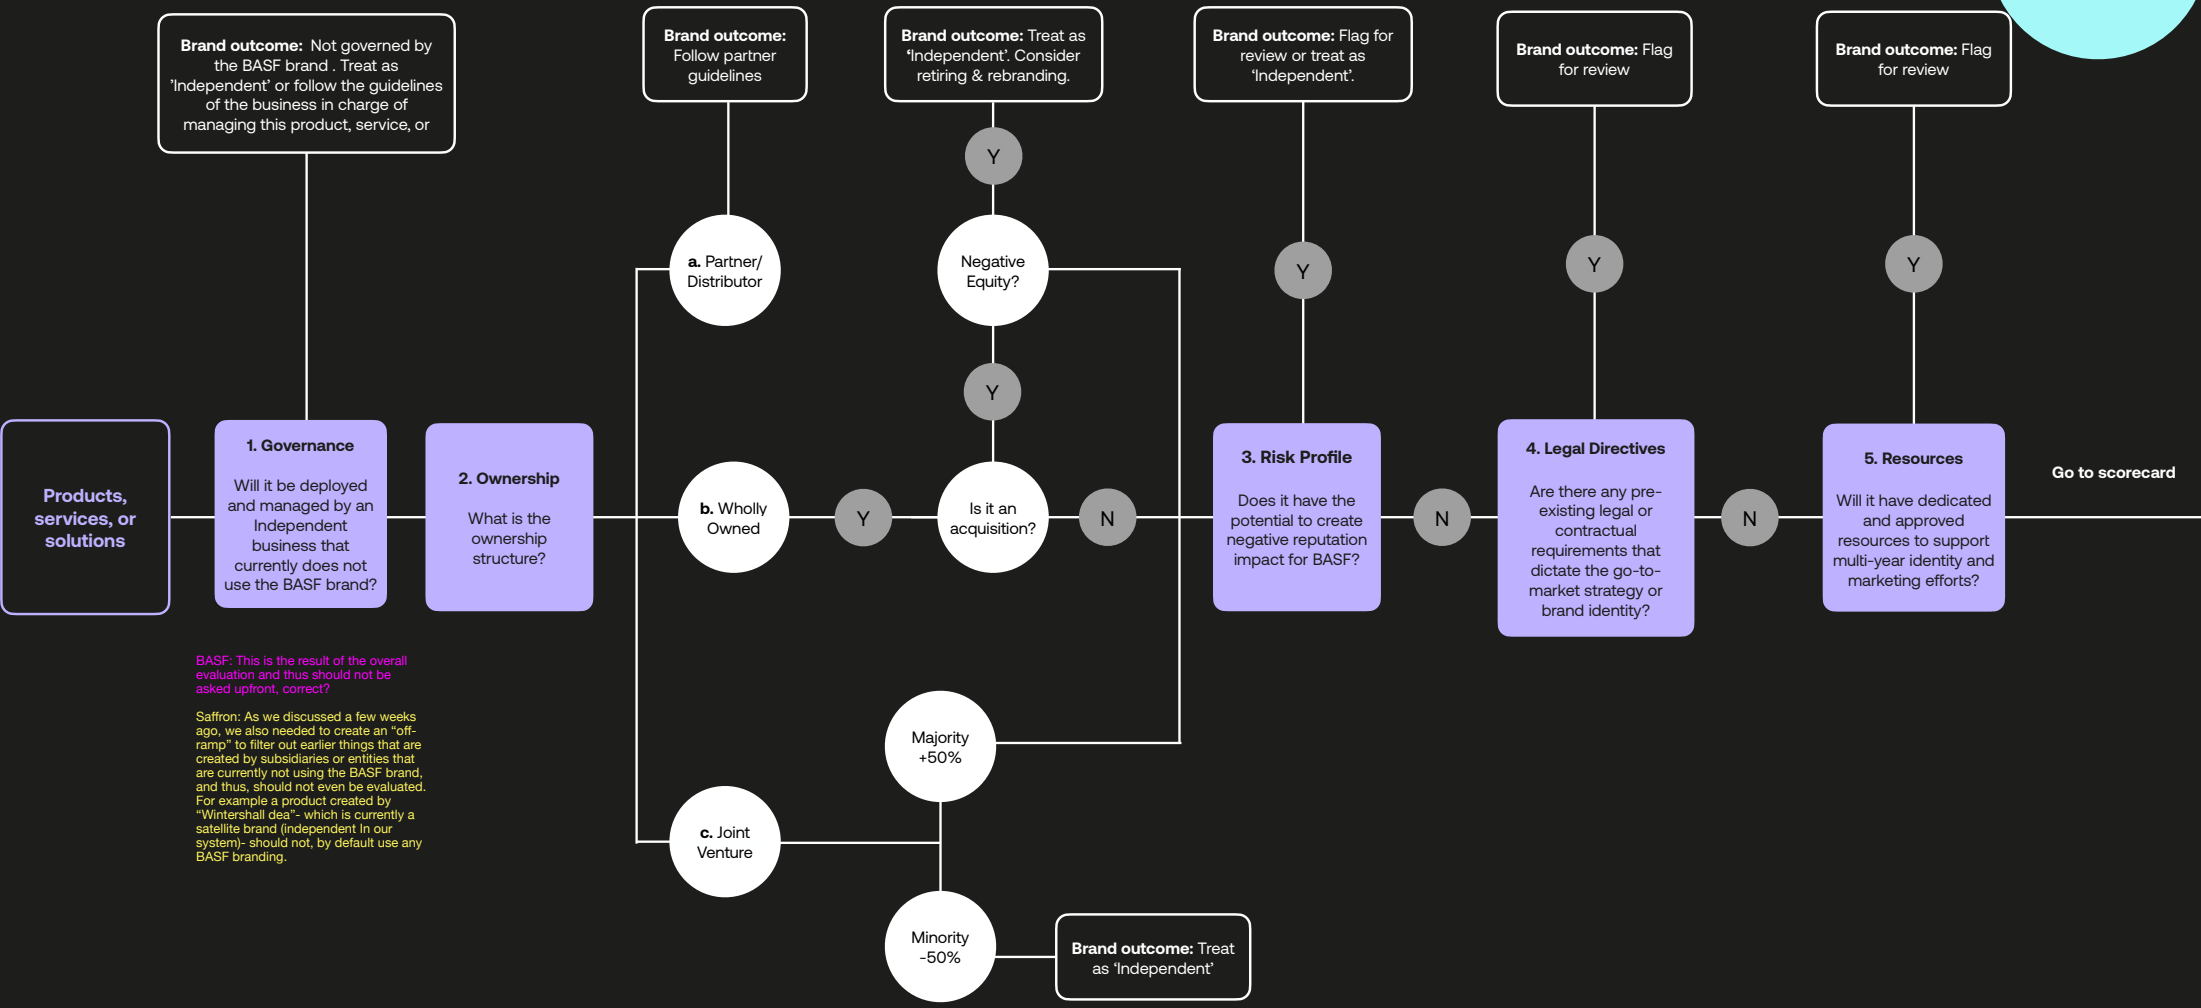 Brand outcome: Not governed by
the BASF brand . Treat as
’Independent’ or follow the guidelines
of the business in charge of
managing this product, service, or
Brand outcome:
Follow partner
guidelines
Brand outcome: Treat as
‘Independent’. Consider
retiring & rebranding.
Brand outcome: Flag for
review or treat as
‘Independent’.
Brand outcome: Flag
for review
Brand outcome: Flag
for review
Y
a. Partner/
Distributor
Negative
Equity?
Y
Y
Y
Y
Products,
services, or
solutions
1. Governance
Will it be deployed
and managed by an
Independent
business that
currently does not
use the BASF brand?
2. Ownership
What is the
ownership
structure?
b. Wholly
Owned
Y
Is it an
acquisition?
N
3. Risk Profile
Does it have the
potential to create
negative reputation
impact for BASF?
N
4. Legal Directives
Are there any pre-
existing legal or
contractual
requirements that
dictate the go-to-
market strategy or
brand identity?
N
5. Resources
Will it have dedicated
and approved
resources to support
multi-year identity and
marketing efforts?
Go to scorecard
BASF: This is the result of the overall
evaluation and thus should not be
asked upfront, correct?
Saffron: As we discussed a few weeks
ago, we also needed to create an “off-
ramp” to filter out earlier things that are
created by subsidiaries or entities that
are currently not using the BASF brand,
and thus, should not even be evaluated.
For example a product created by
“Wintershall dea”- which is currently a
satellite brand (independent In our
system)- should not, by default use any
BASF branding.
Majority
+50%
c. Joint
Venture
Minority
-50%
Brand outcome: Treat
as ‘Independent’